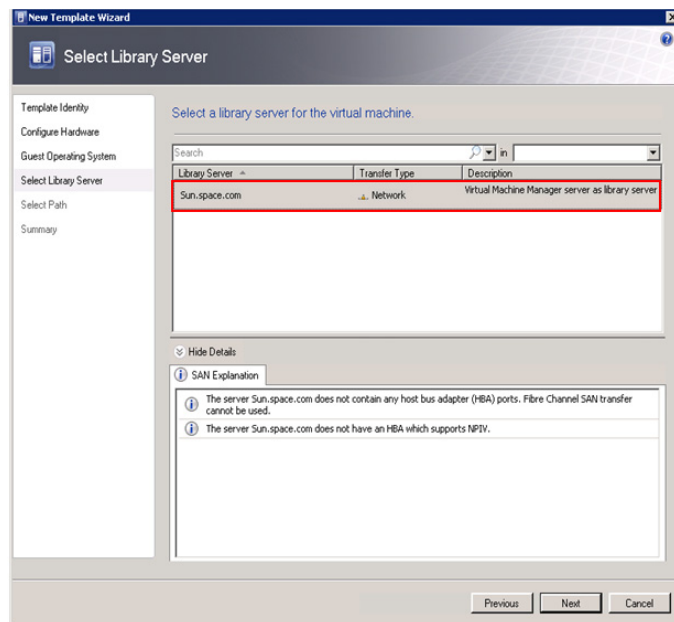 New Template Wizard
Select Library Server
Template Identity
Configure Hardware
Guest Operating System
Select Library Server
Select Path
Summary
Select a library server for the virtual machine.
Search in
Library Server Transfer Type Description
Sun.space.com Network Virtual Machine Manager server as library server
Hide Details
SAN Explanation
The server Sun.space.com does not contain any host bus adapter (HBA) ports. Fibre Channel SAN transfer
cannot be used.
The server Sun.space.com does not have an HBA which supports NPIV.
Previous Next Cancel